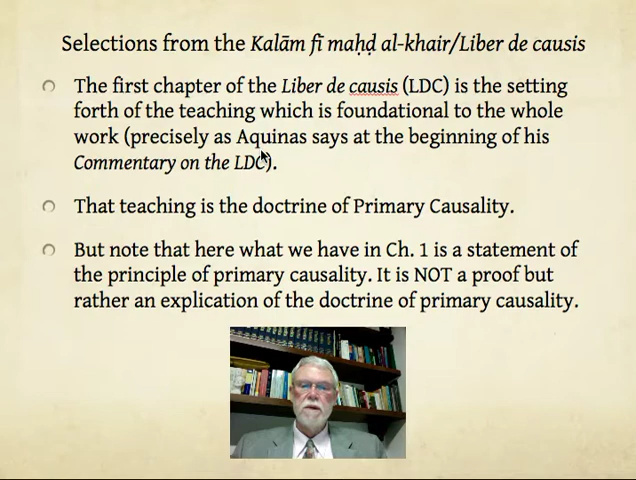 Selections from the Kalām fī maḥḍ al-khair/Liber de causis
The first chapter of the Liber de causis (LDC) is the setting
forth of the teaching which is foundational to the whole
work (precisely as Aquinas says at the beginning of his
Commentary on the LDC).
That teaching is the doctrine of Primary Causality.
But note that here what we have in Ch. 1 is a statement of
the principle of primary causality. It is NOT a proof but
rather an explication of the doctrine of primary causality.